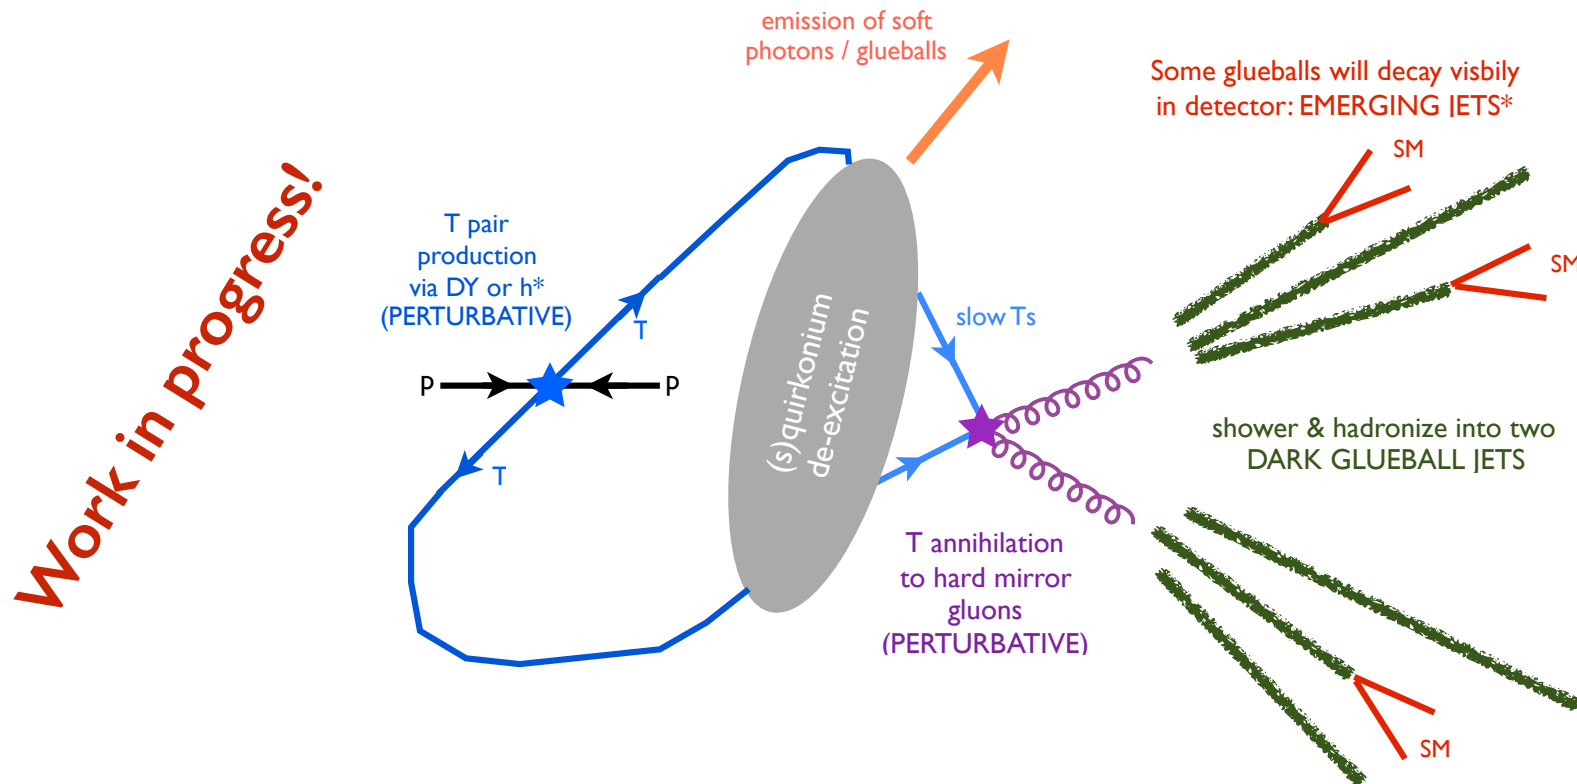 emission of soft
photons / glueballs
Some glueballs will decay visbily
in detector: EMERGING JETS*
Work in progress!
T pair
production
via DY or h*
(PERTURBATIVE)
T
P
P
T
(s)quirkonium
de-excitation
slow Ts
SM
SM
shower & hadronize into two
DARK GLUEBALL JETS
T annihilation
to hard mirror
gluons
(PERTURBATIVE)
SM